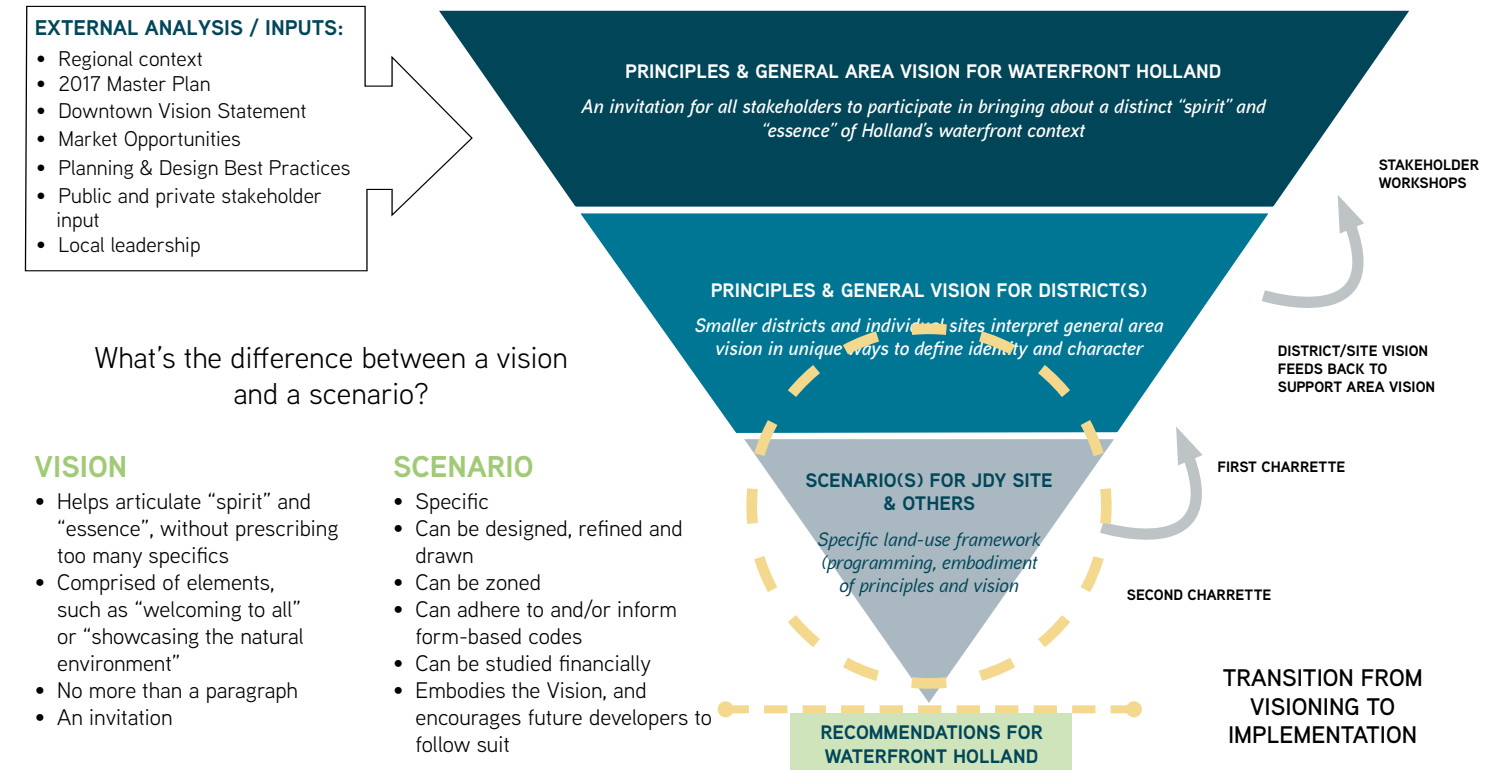 EXTERNAL ANALYSIS / INPUTS:
• Regional context
• 2017 Master Plan
• Downtown Vision Statement
• Market Opportunities
• Planning & Design Best Practices
• Public and private stakeholder
input
• Local leadership
PRINCIPLES & GENERAL AREA VISION FOR WATERFRONT HOLLAND
An invitation for all stakeholders to participate in bringing about a distinct “spirit” and
“essence” of Holland’s waterfront context
STAKEHOLDER
WORKSHOPS
PRINCIPLES & GENERAL VISION FOR DISTRICT(S)
Smaller districts and individual sites interpret general area
vision in unique ways to define identity and character
DISTRICT/SITE VISION
FEEDS BACK TO
SUPPORT AREA VISION
What’s the difference between a vision
and a scenario?
VISION
• Helps articulate “spirit” and
“essence”, without prescribing
too many specifics
• Comprised of elements,
such as “welcoming to all”
or “showcasing the natural
environment”
• No more than a paragraph
• An invitation
SCENARIO
• Specific
• Can be designed, refined and
drawn
• Can be zoned
• Can adhere to and/or inform
form-based codes
• Can be studied financially
• Embodies the Vision, and
encourages future developers to
follow suit
SCENARIO(S) FOR JDY SITE
& OTHERS
Specific land-use framework
(programming, embodiment
of principles and vision
FIRST CHARRETTE
SECOND CHARRETTE
TRANSITION FROM
VISIONING TO
IMPLEMENTATION
RECOMMENDATIONS FOR
WATERFRONT HOLLAND